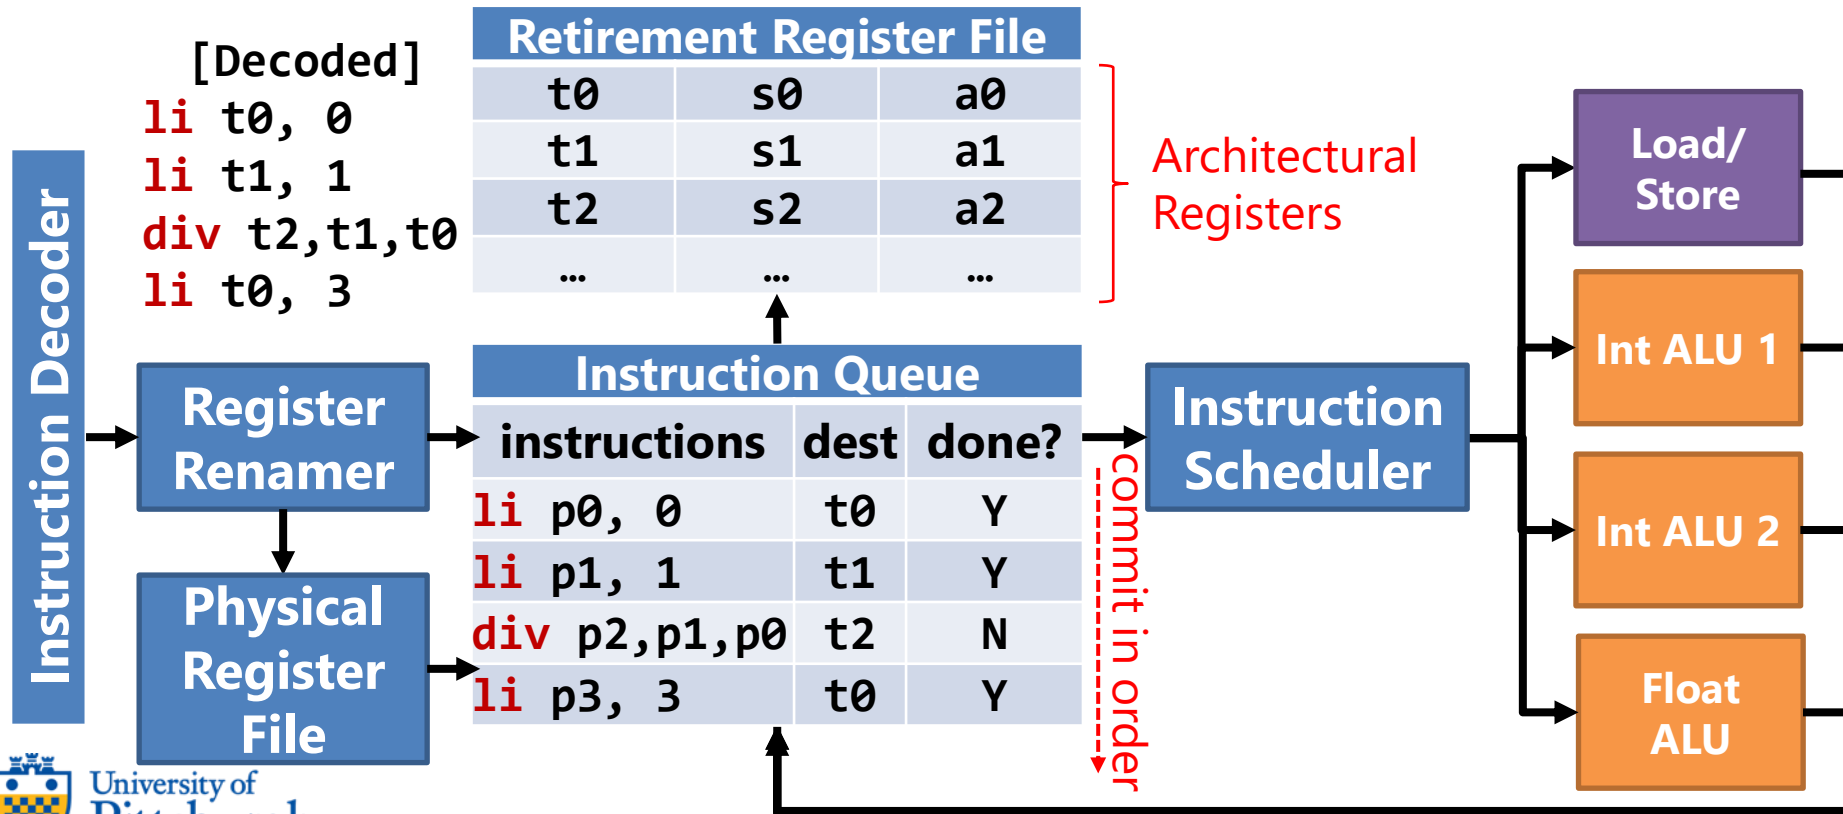 Instruction Decoder
[Decoded]
li t0, 0
li t1, 1
div t2,t1,t0
li t0, 3
Retirement Register File
t0 s0 a0
t1 s1 a1
t2 s2 a2
… … …
Architectural
Registers
Register
Renamer
Physical
Register
File
Instruction Queue
instructions dest done?
li p0, 0 t0 Y
li p1, 1 t1 Y
div p2,p1,p0 t2 N
li p3, 3 t0 Y
commit in order
Instruction
Scheduler
Load/
Store
Int ALU 1
Int ALU 2
Float
ALU
University of